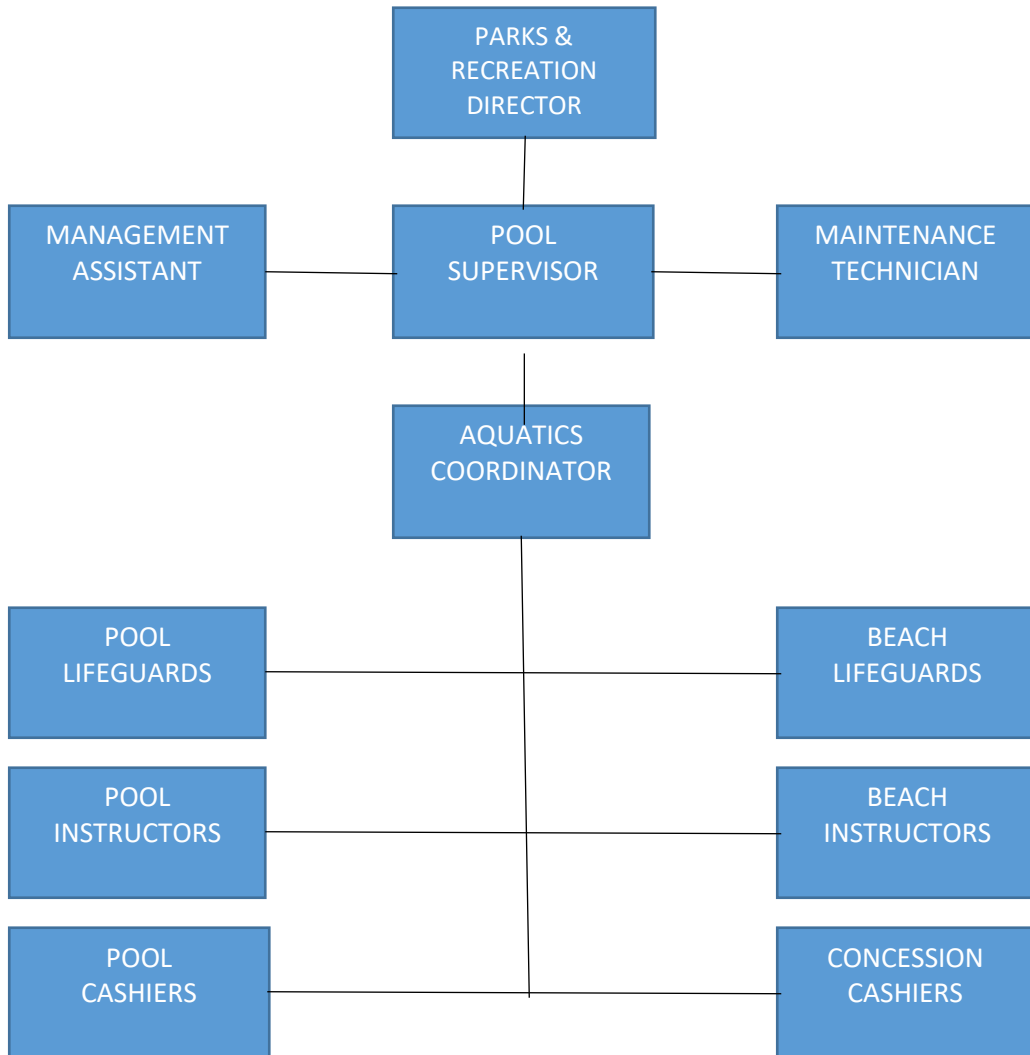 PARKS &
RECREATION
DIRECTOR
MANAGEMENT
ASSISTANT
POOL
SUPERVISOR
MAINTENANCE
TECHNICIAN
AQUATICS
COORDINATOR
POOL
LIFEGUARDS
BEACH
LIFEGUARDS
POOL
INSTRUCTORS
BEACH
INSTRUCTORS
POOL
CASHIERS
CONCESSION
CASHIERS